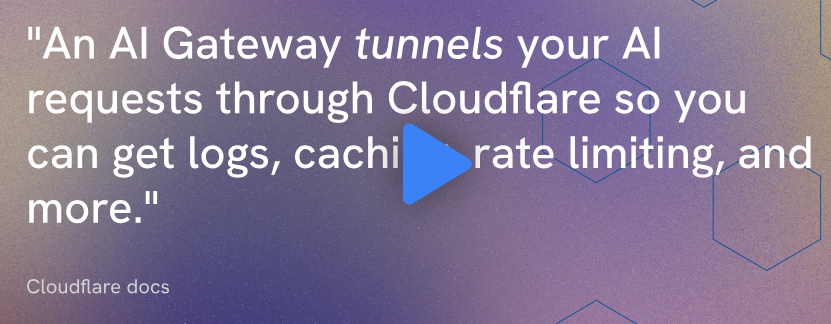 "An AI Gateway tunnels your AI
requests through Cloudflare so you
can get logs, cachi rate limiting, and
more."
Cloudflare docs